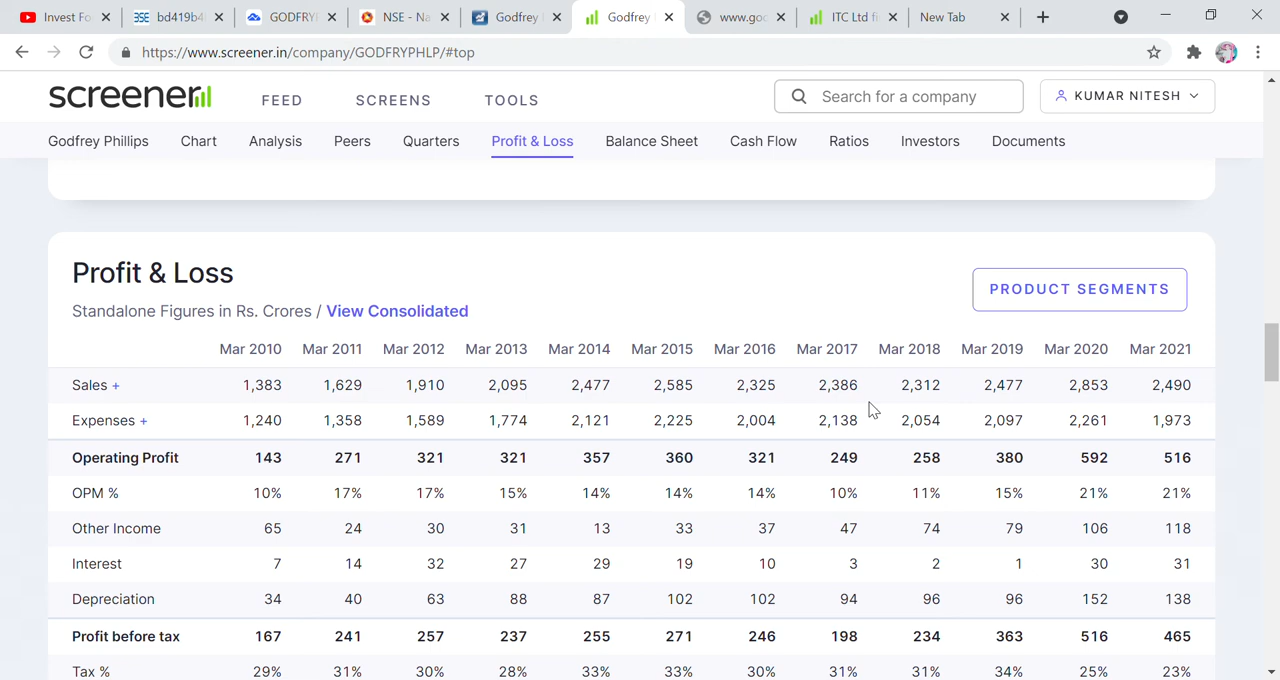 Invest Fo bd419b4 GODFRY NSE - Na Godfrey Godfrey www.god ITC Ltd fi New Tab
https://www.screener.in/company/GODFRYPHLP/#top
screener FEED SCREENS TOOLS Search for a company KUMAR NITESH
Godfrey Phillips Chart Analysis Peers Quarters Profit & Loss Balance Sheet Cash Flow Ratios Investors Documents
Profit & Loss
PRODUCT SEGMENTS
Standalone Figures in Rs. Crores / View Consolidated
Mar 2010 Mar 2011 Mar 2012 Mar 2013 Mar 2014 Mar 2015 Mar 2016 Mar 2017 Mar 2018 Mar 2019 Mar 2020 Mar 2021
Sales + 1,383 1,629 1,910 2,095 2,477 2,585 2,325 2,386 2,312 2,477 2,853 2,490
Expenses + 1,240 1,358 1,589 1,774 2,121 2,225 2,004 2,138 2,054 2,097 2,261 1,973
Operating Profit 143 271 321 321 357 360 321 249 258 380 592 516
OPM % 10% 17% 17% 15% 14% 14% 14% 10% 11% 15% 21% 21%
Other Income 65 24 30 31 13 33 37 47 74 79 106 118
Interest 7 14 32 27 29 19 10 3 2 1 30 31
Depreciation 34 40 63 88 87 102 102 94 96 96 152 138
Profit before tax 167 241 257 237 255 271 246 198 234 363 516 465
Tax % 29% 31% 30% 28% 33% 33% 30% 31% 31% 34% 25% 23%